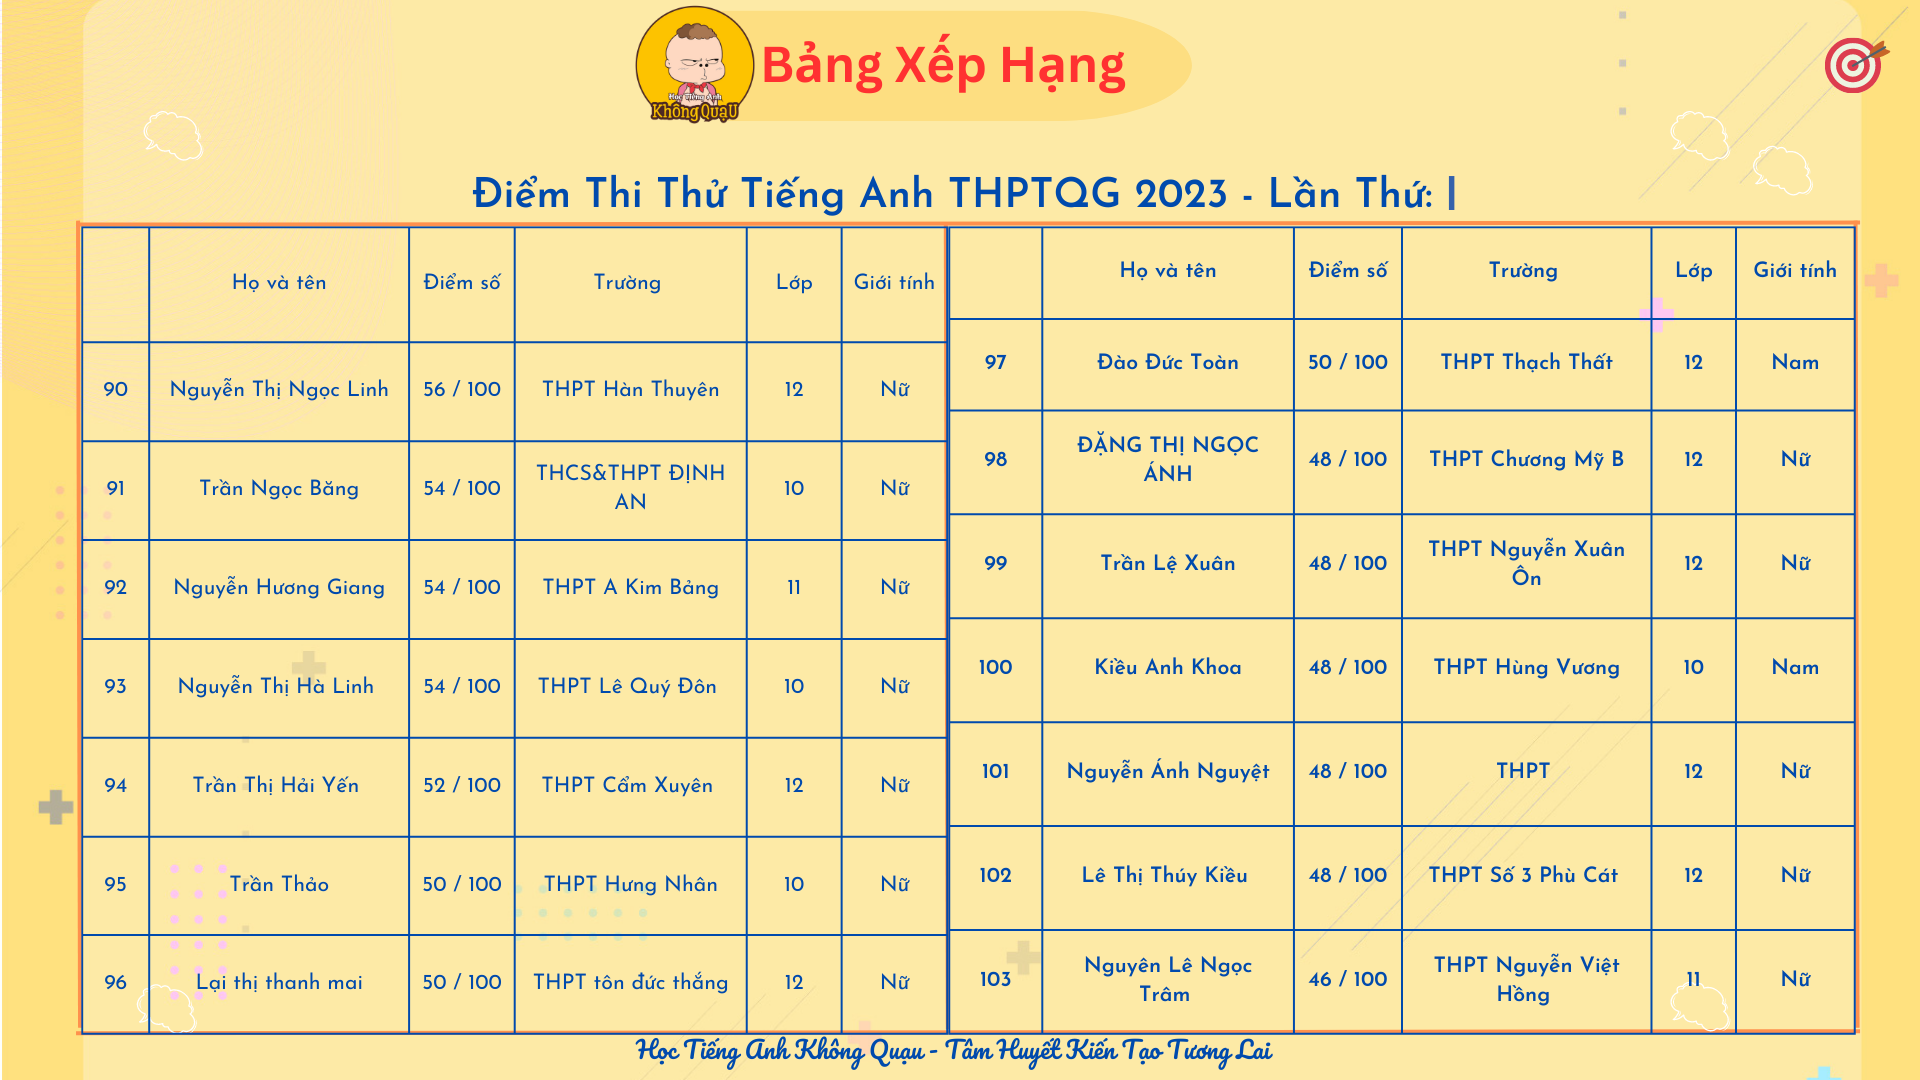 Học Tiếng Anh
KhôngQuạU
Bảng Xếp Hạng
Điểm Thi Thử Tiếng Anh THPTQG 2023 - Lần Thứ: I
Họ và tên Điểm số Trường Lớp Giới tính
90 Nguyễn Thị Ngọc Linh 56 / 100 THPT Hàn Thuyên 12 Nữ
91 Trần Ngọc Băng 54 / 100 THCS&THPT ĐỊNH
AN 10 Nữ
92 Nguyễn Hương Giang 54 / 100 THPT A Kim Bảng 11 Nữ
93 Nguyễn Thị Hà Linh 54 / 100 THPT Lê Quý Đôn 10 Nữ
94 Trần Thị Hải Yến 52 / 100 THPT Cẩm Xuyên 12 Nữ
95 Trần Thảo 50 / 100 THPT Hưng Nhân 10 Nữ
96 Lại thị thanh mai 50 / 100 THPT tôn đức thắng 12 Nữ
Họ và tên Điểm số Trường Lớp Giới tính
97 Đào Đức Toàn 50 / 100 THPT Thạch Thất 12 Nam
98 ĐẶNG THỊ NGỌC
ÁNH 48 / 100 THPT Chương Mỹ B 12 Nữ
99 Trần Lệ Xuân 48 / 100 THPT Nguyễn Xuân
Ôn 12 Nữ
100 Kiều Anh Khoa 48 / 100 THPT Hùng Vương 10 Nam
101 Nguyễn Ánh Nguyệt 48 / 100 THPT 12 Nữ
102 Lê Thị Thúy Kiều 48 / 100 THPT Số 3 Phù Cát 12 Nữ
103 Nguyên Lê Ngọc
Trâm 46 / 100 THPT Nguyễn Việt
Hồng 11 Nữ
Học Tiếng Anh Không Quạu - Tâm Huyết Kiến Tạo Tương Lai